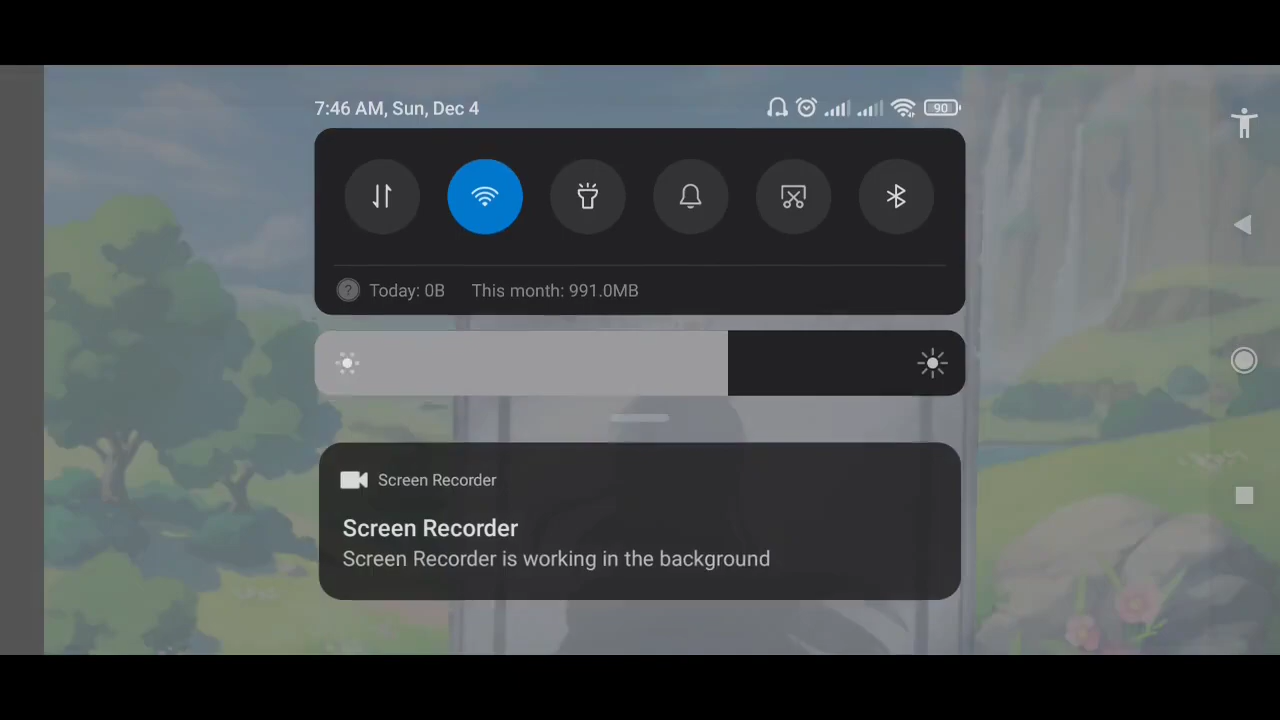 7:46 AM, Sun, Dec 4
90
? Today: 0B This month: 991.0MB
Screen Recorder
Screen Recorder
Screen Recorder is working in the background